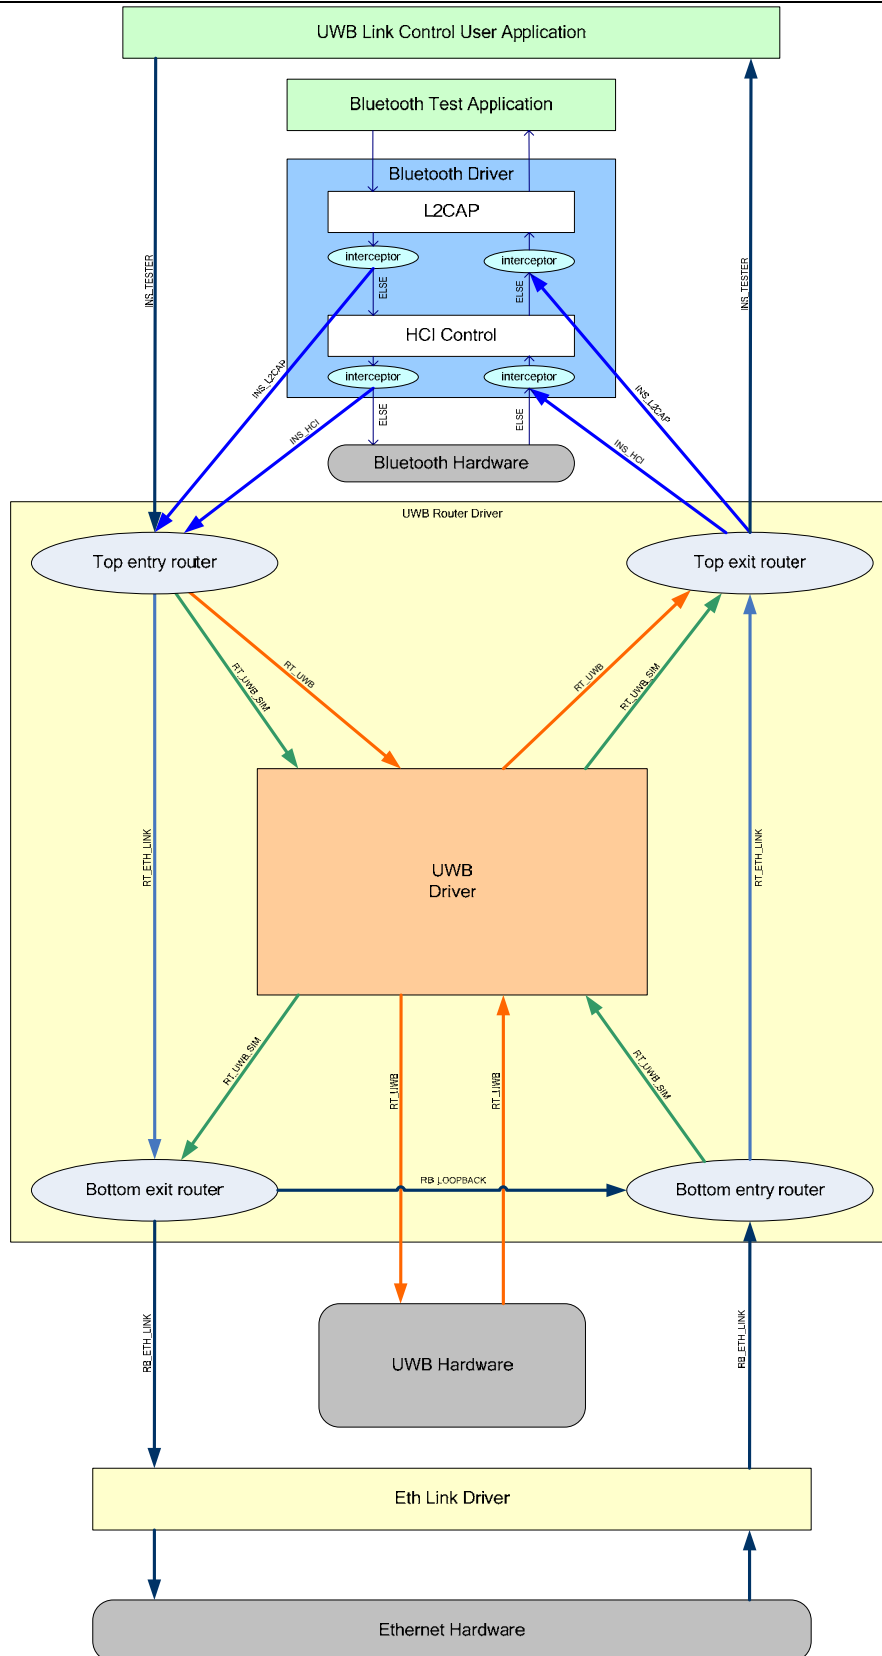 UWB Link Control User Application
Bluetooth Test Application
Bluetooth Driver
L2CAP
interceptor
interceptor
ELSE
ELSE
INS_TESTER
INS_TESTER
HCI Control
INS_L2CAP
interceptor
interceptor
INS_L2CAP
ELSE
ELSE
INS_HCI
INS_HCI
Bluetooth Hardware
UWB Router Driver
Top entry router
Top exit router
RT_UWB_SIM
RT_UWB
RT_UWB
RT_UWB_SIM
RT_ETH_LINK
RT_ETH_LINK
UWB
Driver
RT_UWB_SIM
RT_UWB
RT_UWB
RT_UWB_SIM
Bottom exit router
RB_LOOPBACK
Bottom entry router
RB_ETH_LINK
RB_ETH_LINK
UWB Hardware
Eth Link Driver
Ethernet Hardware